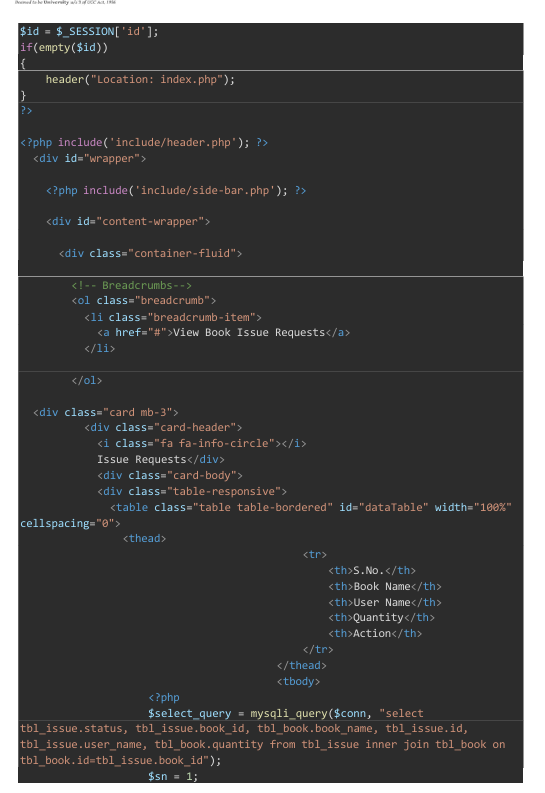 Deemed to be University u/s 3 of UGC Act, 1956
$id = $_SESSION['id'];
if(empty($id))
{
header("Location: index.php");
}
?>
<?php include('include/header.php'); ?>
<div id="wrapper">
<?php include('include/side-bar.php'); ?>
<div id="content-wrapper">
<div class="container-fluid">
<!-- Breadcrumbs-->
<ol class="breadcrumb">
<li class="breadcrumb-item">
<a href="#">View Book Issue Requests</a>
</li>
</ol>
<div class="card mb-3">
<div class="card-header">
<i class="fa fa-info-circle"></i>
Issue Requests</div>
<div class="card-body">
<div class="table-responsive">
<table class="table table-bordered" id="dataTable" width="100%"
cellspacing="0">
<thead>
<tr>
<th>S.No.</th>
<th>Book Name</th>
<th>User Name</th>
<th>Quantity</th>
<th>Action</th>
</tr>
</thead>
<tbody>
<?php
$select_query = mysqli_query($conn, "select
tbl_issue.status, tbl_issue.book_id, tbl_book.book_name, tbl_issue.id,
tbl_issue.user_name, tbl_book.quantity from tbl_issue inner join tbl_book on
tbl_book.id=tbl_issue.book_id");
$sn = 1;